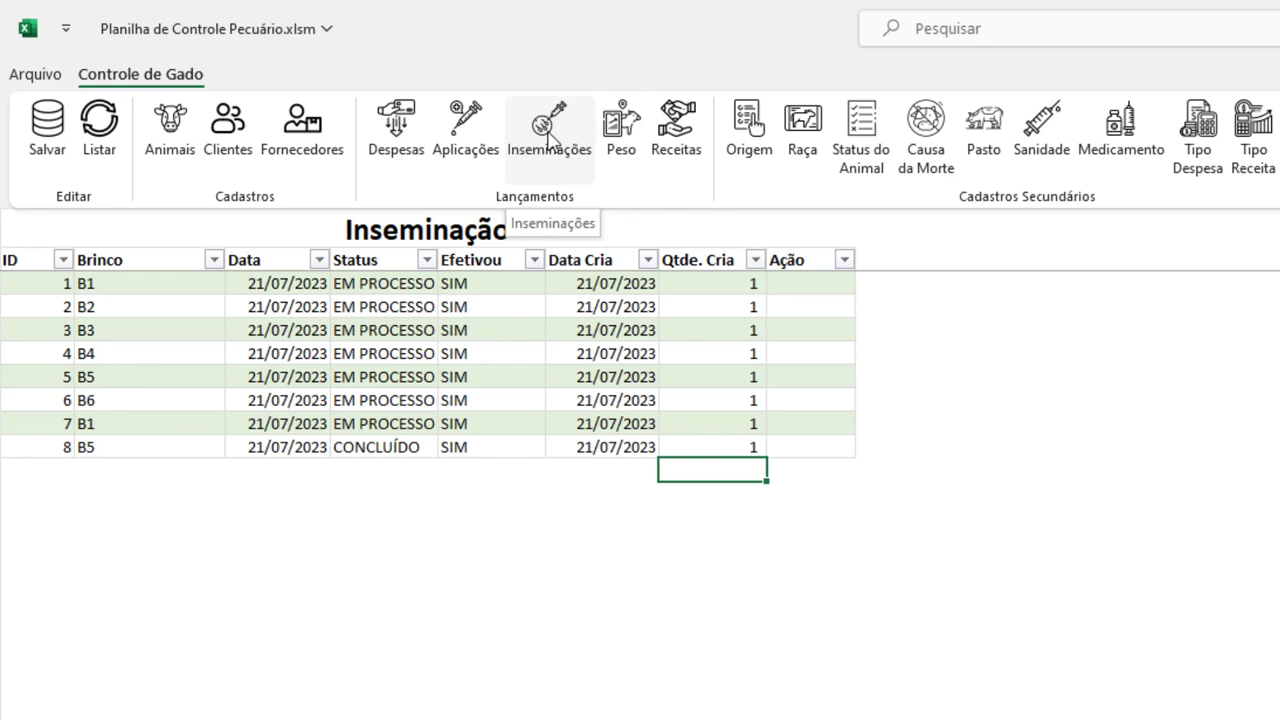 Planilha de Controle Pecuário.xlsm
Pesquisar
Arquivo Controle de Gado
Salvar Listar Animais Clientes Fornecedores Despesas Aplicações Inseminações Peso Receitas Origem Raça Status do Animal Causa da Morte Pasto Sanidade Medicamento Tipo Despesa Tipo Receita
Editar Cadastros Lançamentos Cadastros Secundários
Inseminações
Inseminação
ID Brinco Data Status Efetivou Data Cria Qtde. Cria Ação
1 B1 21/07/2023 EM PROCESSO SIM 21/07/2023 1
2 B2 21/07/2023 EM PROCESSO SIM 21/07/2023 1
3 B3 21/07/2023 EM PROCESSO SIM 21/07/2023 1
4 B4 21/07/2023 EM PROCESSO SIM 21/07/2023 1
5 B5 21/07/2023 EM PROCESSO SIM 21/07/2023 1
6 B6 21/07/2023 EM PROCESSO SIM 21/07/2023 1
7 B1 21/07/2023 EM PROCESSO SIM 21/07/2023 1
8 B5 21/07/2023 CONCLUÍDO SIM 21/07/2023 1